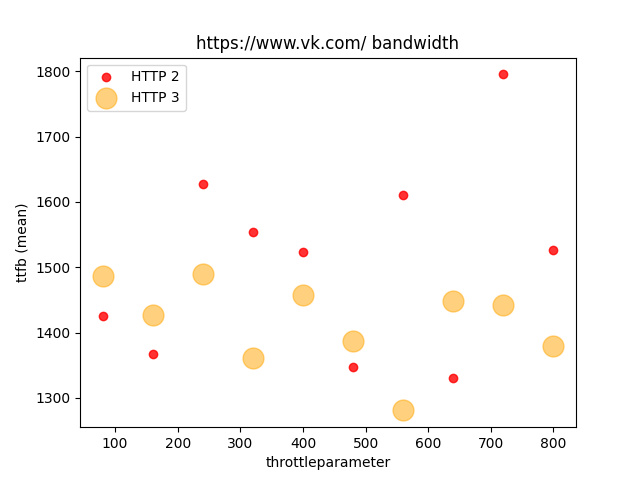 https://www.vk.com/ bandwidth
HTTP 2
HTTP 3
ttfb (mean)
1800
1700
1600
1500
1400
1300
100 200 300 400 500 600 700 800
throttleparameter